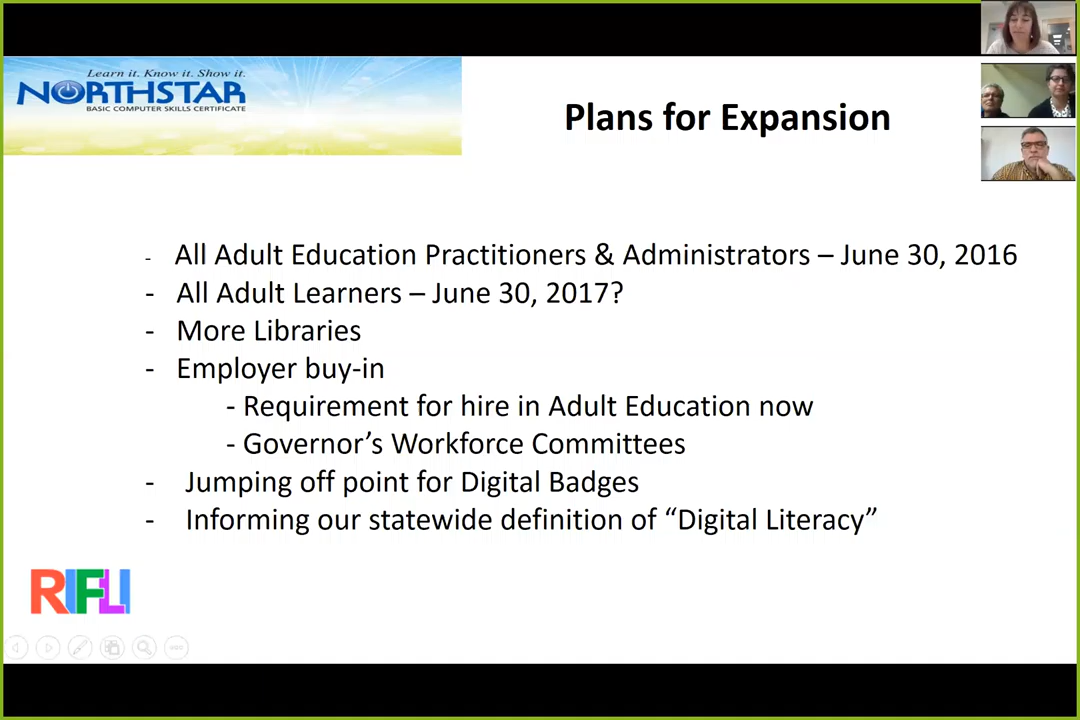 Learn it. Know it. Show it.
NORTHSTAR
BASIC COMPUTER SKILLS CERTIFICATE
Plans for Expansion
- All Adult Education Practitioners & Administrators – June 30, 2016
- All Adult Learners – June 30, 2017?
- More Libraries
- Employer buy-in
- Requirement for hire in Adult Education now
- Governor’s Workforce Committees
- Jumping off point for Digital Badges
- Informing our statewide definition of “Digital Literacy”
RIFLI